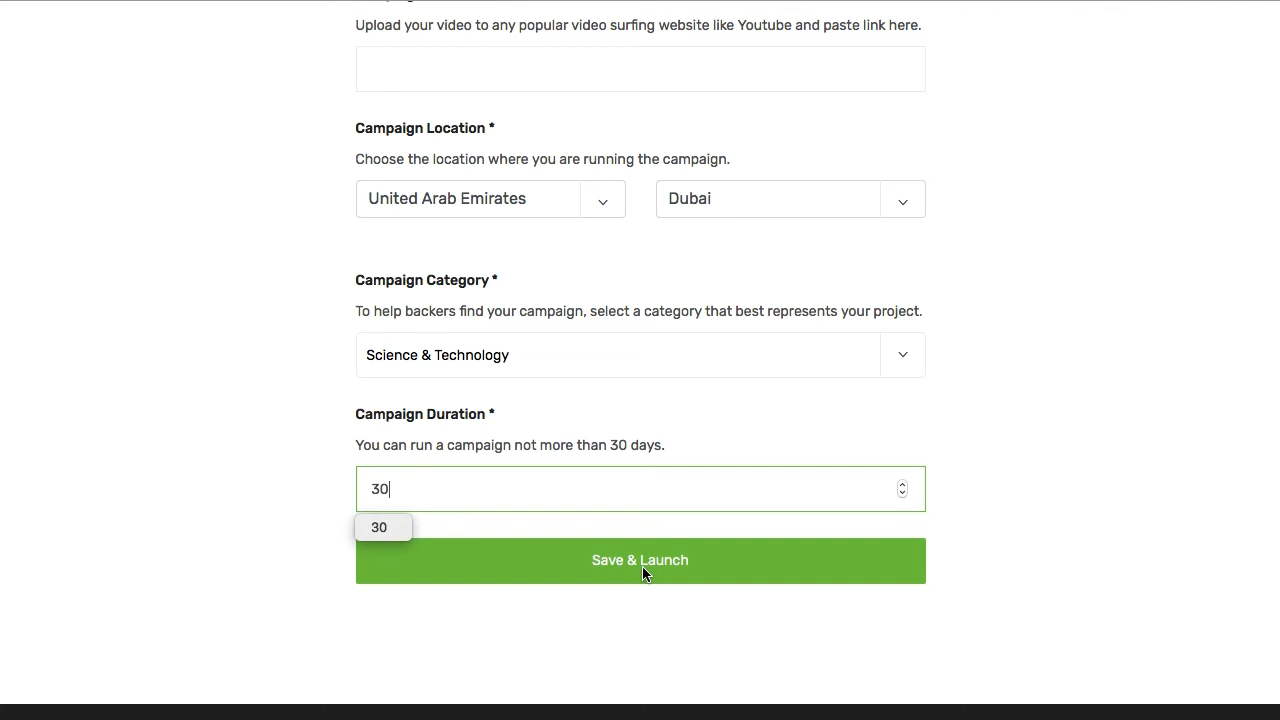 Upload your video to any popular video surfing website like Youtube and paste link here.
Campaign Location *
Choose the location where you are running the campaign.
United Arab Emirates
Dubai
Campaign Category *
To help backers find your campaign, select a category that best represents your project.
Science & Technology
Campaign Duration *
You can run a campaign not more than 30 days.
30
30
Save & Launch